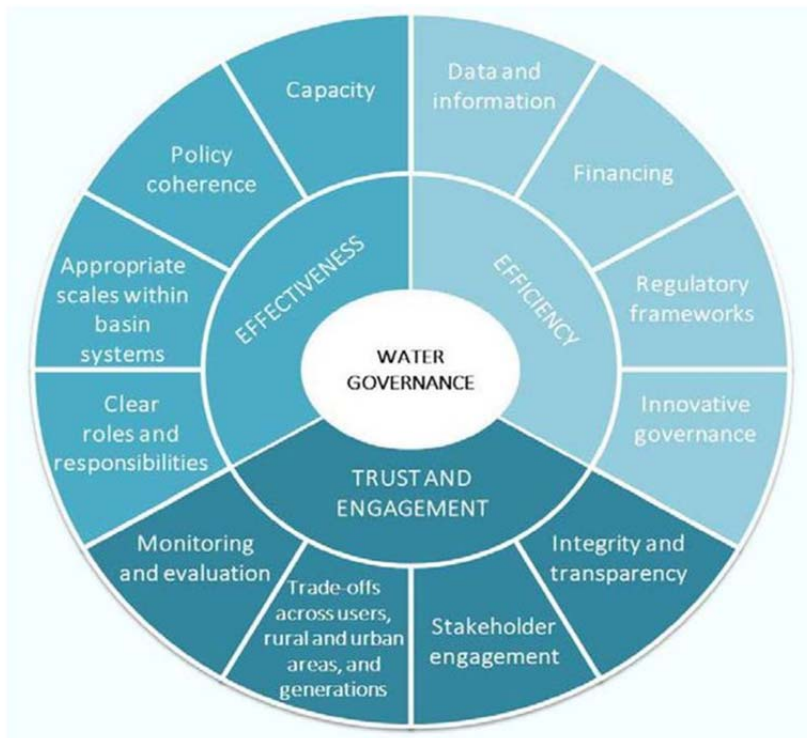 Capacity
Data and
information
Policy
coherence
Financing
Appropriate
scales within
basin
systems
Regulatory
frameworks
EFFECTIVENESS
EFFICIENCY
WATER
GOVERNANCE
Clear
roles and
responsibilities
Innovative
governance
TRUST AND
ENGAGEMENT
Monitoring
and evaluation
Trade-offs
across users,
rural and urban
areas, and
generations
Stakeholder
engagement
Integrity and
transparency